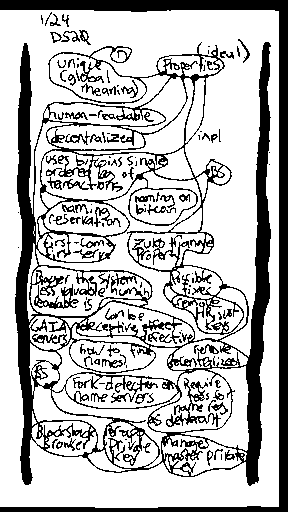 1/24
DS2Q
(ideal)
unique
(global
meaning)
Properties
human-readable
decentralized
impl
uses bitcoins single
ordered log of
transactions
BS
naming on
bitcoin
naming
reservation
first-come
first-serve
Zuko triangle
Property
Bigger the system,
less valuable human
readable is
Possible
fixes
remove
HR, just
keys
GAIA
servers
can be
deceptive,
how to find
names?
remove
decentralized
BS
Fork-detection on
name servers
Require
fees for
name reg
as deterrent
Blockstack
Browser
Private
key
manages
master private
key